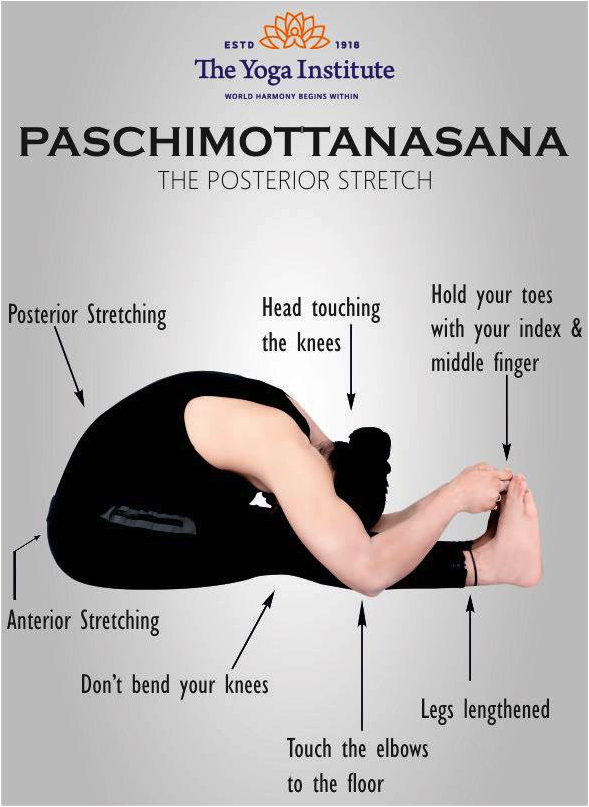 ESTD 1918
The Yoga Institute
WORLD HARMONY BEGINS WITHIN
PASCHIMOTTANASANA
THE POSTERIOR STRETCH
Posterior Stretching
Head touching
the knees
Hold your toes
with your index &
middle finger
Anterior Stretching
Don't bend your knees
Legs lengthened
Touch the elbows
to the floor